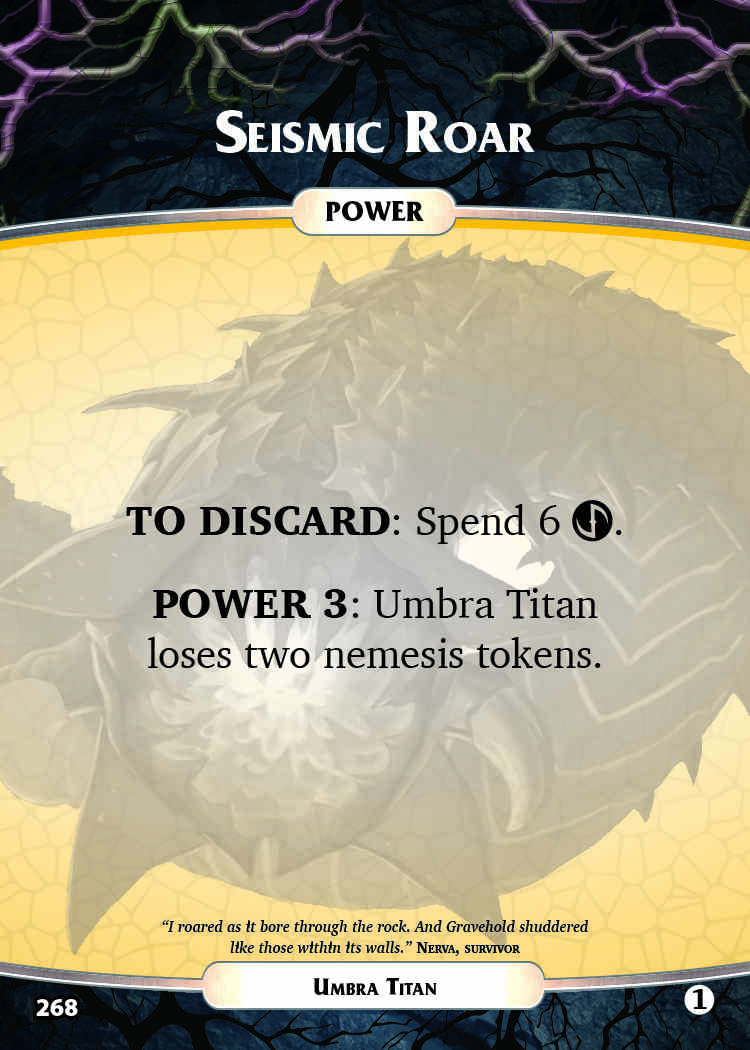 Seismic Roar
POWER
TO DISCARD: Spend 6 .
POWER 3: Umbra Titan
loses two nemesis tokens.
“I roared as it bore through the rock. And Gravehold shuddered
like those within its walls.” Nerva, survivor
Umbra Titan
268
1